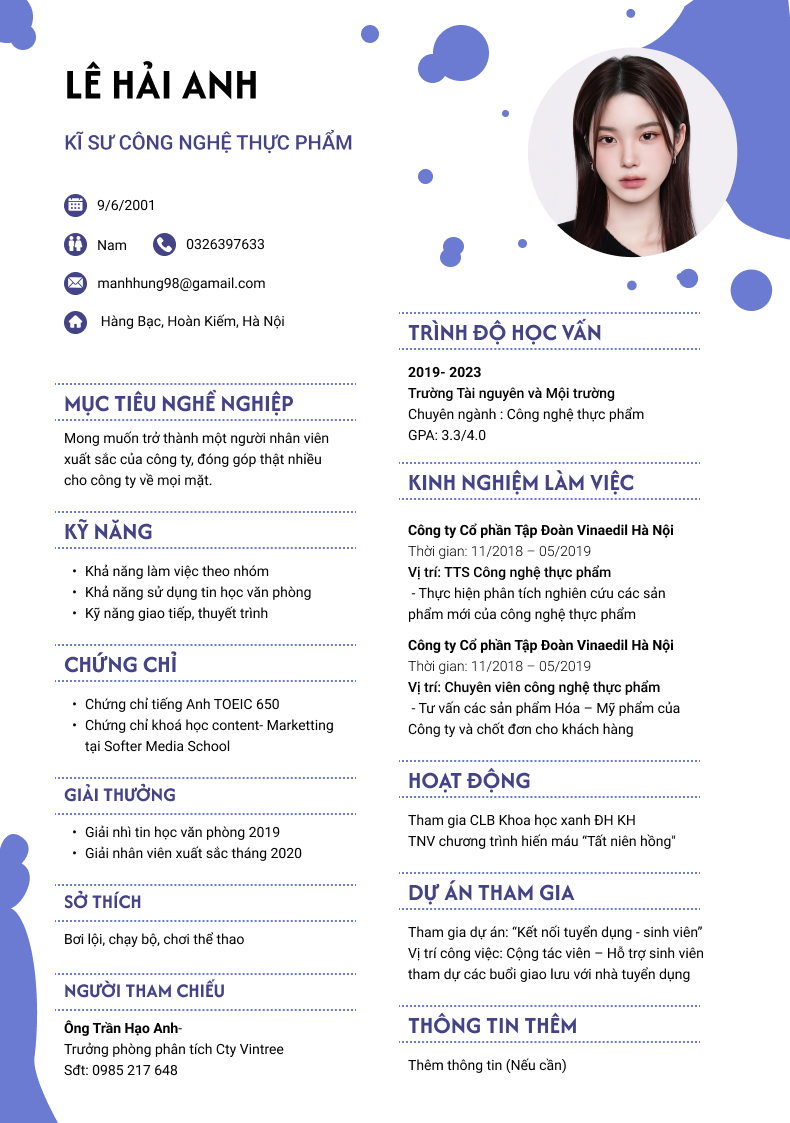 LÊ HẢI ANH
KĨ SƯ CÔNG NGHỆ THỰC PHẨM
9/6/2001
Nam
0326397633
manhhung98@gamail.com
Hàng Bạc, Hoàn Kiếm, Hà Nội
MỤC TIÊU NGHỀ NGHIỆP
Mong muốn trở thành một người nhân viên
xuất sắc của công ty, đóng góp thật nhiều
cho công ty về mọi mặt.
KỸ NĂNG
• Khả năng làm việc theo nhóm
• Khả năng sử dụng tin học văn phòng
• Kỹ năng giao tiếp, thuyết trình
CHỨNG CHỈ
• Chứng chỉ tiếng Anh TOEIC 650
• Chứng chỉ khoá học content- Marketting
tại Softer Media School
GIẢI THƯỞNG
• Giải nhì tin học văn phòng 2019
• Giải nhân viên xuất sắc tháng 2020
SỞ THÍCH
Bơi lội, chạy bộ, chơi thể thao
NGƯỜI THAM CHIẾU
Ông Trần Hạo Anh-
Trưởng phòng phân tích Cty Vintree
Sđt: 0985 217 648
TRÌNH ĐỘ HỌC VẤN
2019- 2023
Trường Tài nguyên và Mội trường
Chuyên ngành : Công nghệ thực phẩm
GPA: 3.3/4.0
KINH NGHIỆM LÀM VIỆC
Công ty Cổ phần Tập Đoàn Vinaedil Hà Nội
Thời gian: 11/2018 – 05/2019
Vị trí: TTS Công nghệ thực phẩm
- Thực hiện phân tích nghiên cứu các sản
phẩm mới của công nghệ thực phẩm
Công ty Cổ phần Tập Đoàn Vinaedil Hà Nội
Thời gian: 11/2018 – 05/2019
Vị trí: Chuyên viên công nghệ thực phẩm
- Tư vấn các sản phẩm Hóa – Mỹ phẩm của
Công ty và chốt đơn cho khách hàng
HOẠT ĐỘNG
Tham gia CLB Khoa học xanh ĐH KH
TNV chương trình hiến máu “Tất niên hồng"
DỰ ÁN THAM GIA
Tham gia dự án: “Kết nối tuyển dụng - sinh viên”
Vị trí công việc: Cộng tác viên – Hỗ trợ sinh viên
tham dự các buổi giao lưu với nhà tuyển dụng
THÔNG TIN THÊM
Thêm thông tin (Nếu cần)